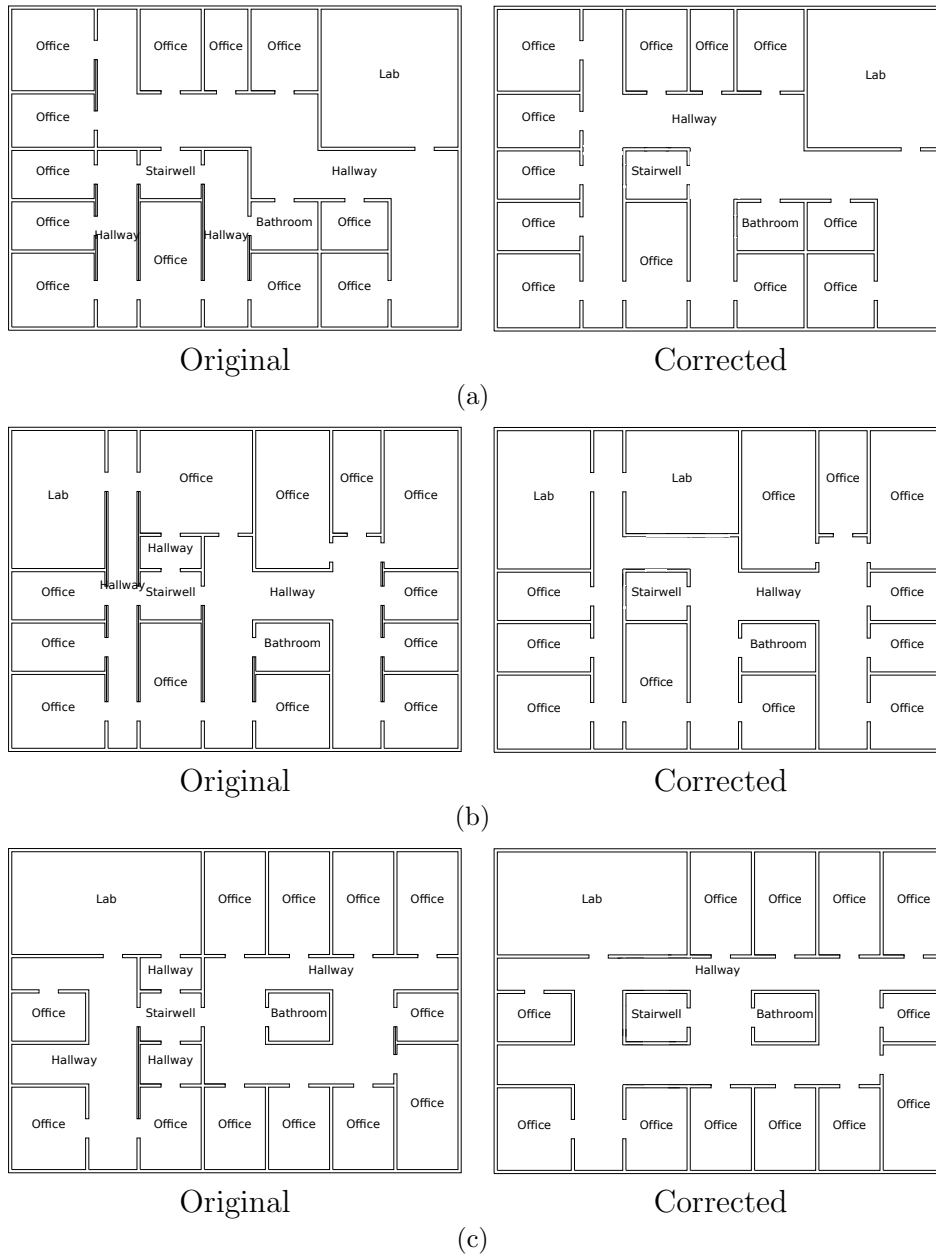 Office Office Office Office Lab
Office
Office Stairwell Hallway
Office Hallway Hallway Bathroom Office
Office Office Office Office
Office Office Office Office Lab
Office Hallway
Office Stairwell
Office Bathroom Office
Office Office Office Office
Original Corrected
(a)
Lab Office Office Office Office
Hallway
Office Hallway Stairwell Hallway Office
Office Bathroom Office
Office Office Office Office
Lab Lab Office Office Office
Office Stairwell Hallway Office
Office Bathroom Office
Office Office Office Office
Original Corrected
(b)
Lab Office Office Office Office
Hallway Hallway
Office Stairwell Bathroom Office
Hallway Hallway
Office Office Office Office Office Office
Lab Office Office Office Office
Hallway
Office Stairwell Bathroom Office
Office Office Office Office Office
Original Corrected
(c)